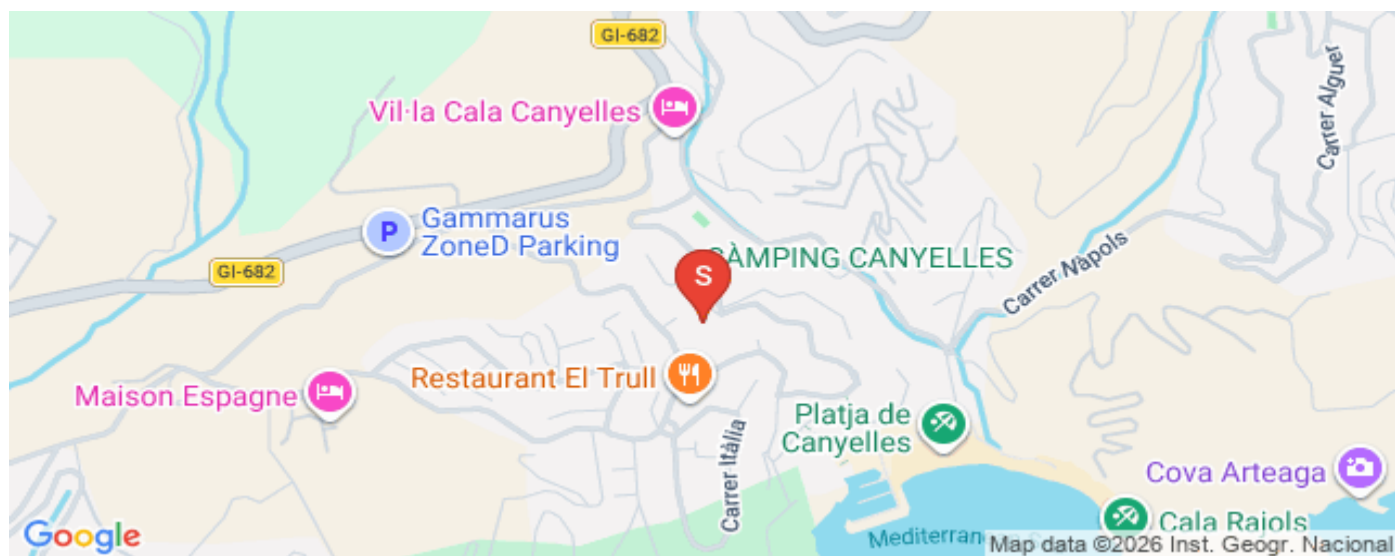 GI-682
Vil·la Cala Canyelles
Carrer Alguer
P
Gammarus
ZoneD Parking
GI-682
S
CÀMPING CANYELLES
Carrer Nàpols
Restaurant El Trull
Maison Espagne
Platja de
Canyelles
Carrer Itàlia
Cova Arteaga
Cala Rajols
Google
Map data ©2026 Inst. Geogr. Nacional